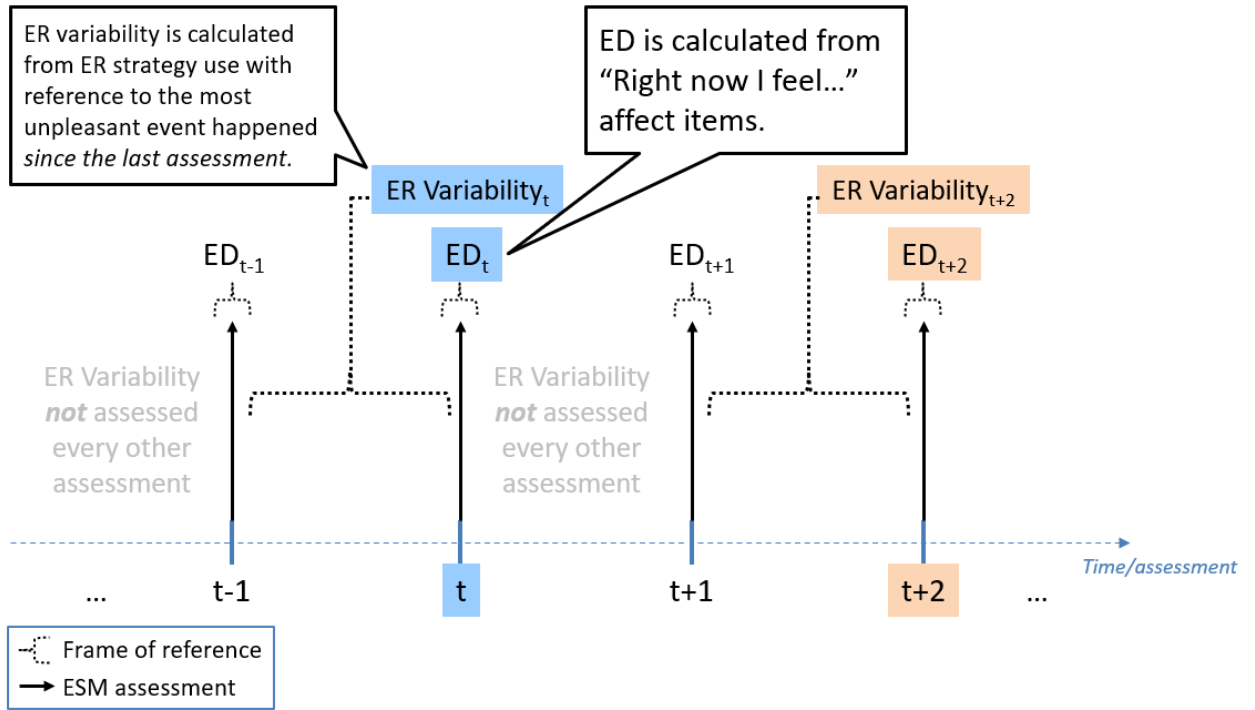 ER variability is calculated
from ER strategy use with
reference to the most
unpleasant event happened
since the last assessment.
ED is calculated from
“Right now I feel...”
affect items.
ER Variabilityt
ER Variabilityt+2
EDt-1
EDt
EDt+1
EDt+2
ER Variability
not assessed
every other
assessment
ER Variability
not assessed
every other
assessment
Time/assessment
...
t-1
t
t+1
t+2
...
Frame of reference
ESM assessment